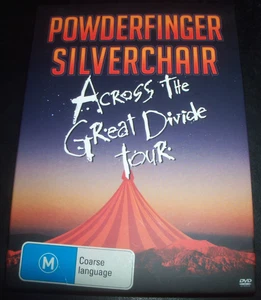 POWDERFINGER
SILVERCHAIR
ACROSS THE
GREAT DIVIDE
TOUR
M
Coarse
language
DVD